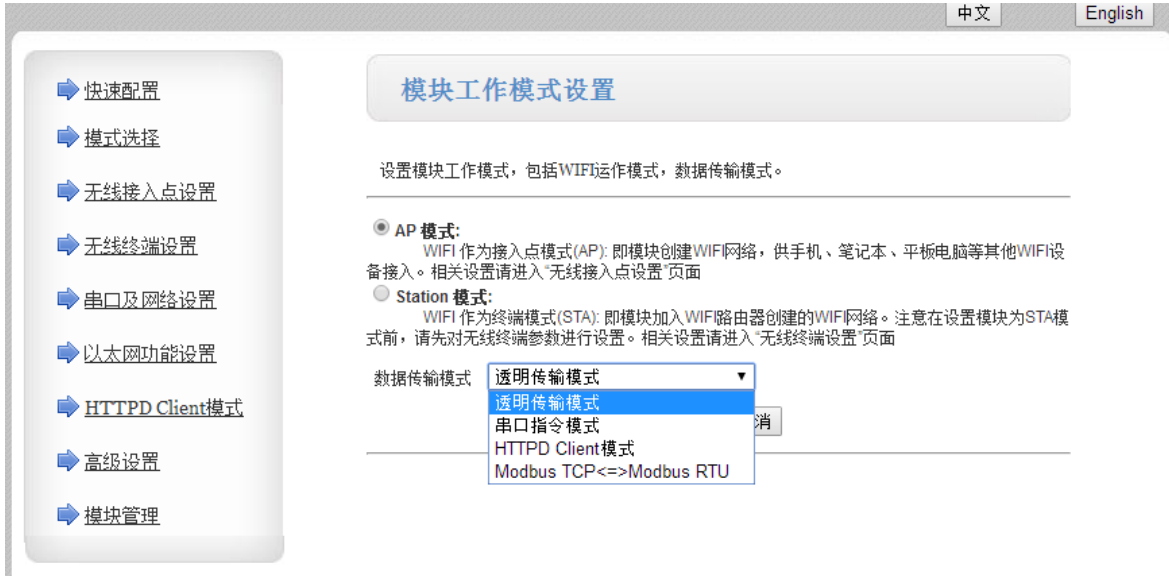 中文
English
快速配置
模式选择
无线接入点设置
无线终端设置
串口及网络设置
以太网功能设置
HTTPD Client模式
高级设置
模块管理
模块工作模式设置
设置模块工作模式，包括WIFI运作模式，数据传输模式。
AP 模式:
WIFI 作为接入点模式(AP): 即模块创建WIFI网络，供手机、笔记本、平板电脑等其他WIFI设
备接入。相关设置请进入“无线接入点设置”页面
Station 模式:
WIFI 作为终端模式(STA): 即模块加入WIFI路由器创建的WIFI网络。注意在设置模块为STA模
式前，请先对无线终端参数进行设置。相关设置请进入“无线终端设置”页面
数据传输模式 透明传输模式
透明传输模式
串口指令模式
HTTPD Client模式
Modbus TCP<=>Modbus RTU
消